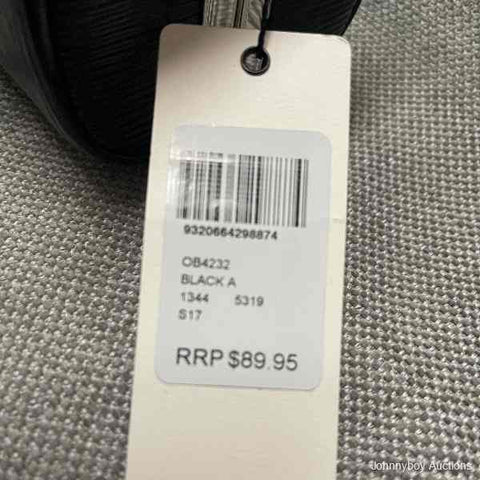 9320664298874
OB4232
BLACK A
1344 5319
S17
RRP $89.95
Johnnyboy Auctions